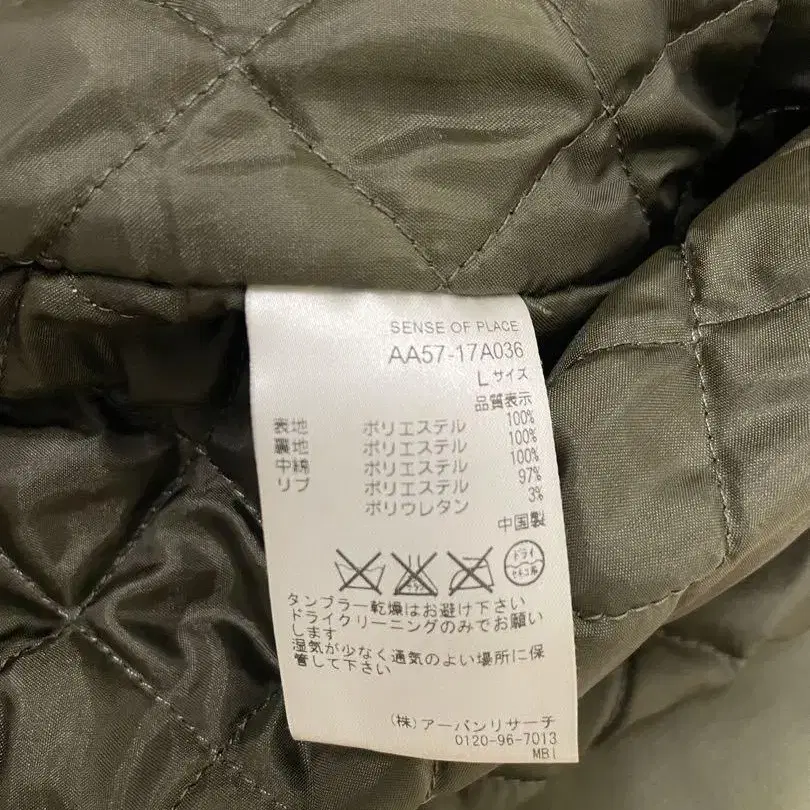 SENSE OF PLACE
AA57-17A036
Lサイズ
品質表示
表地 ポリエステル 100%
裏地 ポリエステル 100%
中綿 ポリエステル 100%
リブ ポリエステル 97%
ポリウレタン 3%
中国製
ドライ
セキユ系
タンブラー乾燥はお避け下さい
ドライクリーニングのみでお願い
します
湿気が少なく通気のよい場所に保
管して下さい
(株)アーバンリサーチ
0120-96-7013
MBI